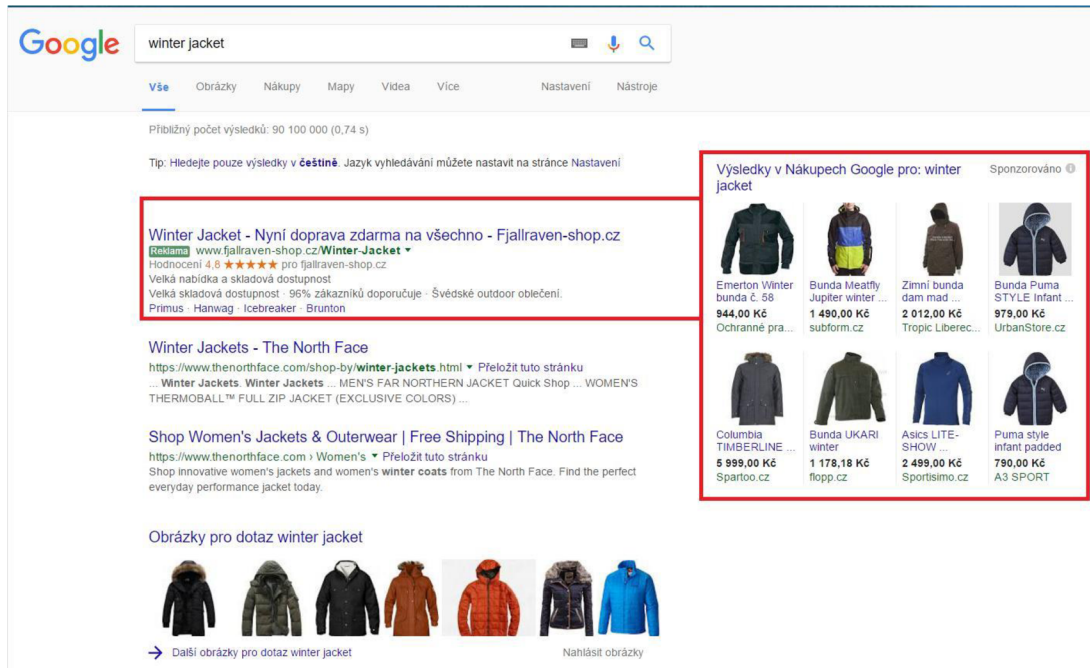 Google
winter jacket
Vše Obrázky Nákupy Mapy Videa Více Nastavení Nástroje
Přibližný počet výsledků: 90 100 000 (0,74 s)
Tip: Hledejte pouze výsledky v češtině. Jazyk vyhledávání můžete nastavit na stránce Nastavení
Winter Jacket - Nyní doprava zdarma na všechno - Fjallraven-shop.cz
Reklama www.fjallraven-shop.cz/Winter-Jacket
Hodnocení 4,8 ★★★★★ pro fjallraven-shop.cz
Velká nabídka a skladová dostupnost
Velká skladová dostupnost · 96% zákazníků doporučuje · Švédské outdoor oblečení.
Primus · Hanwag · Icebreaker · Brunton
Winter Jackets - The North Face
https://www.thenorthface.com/shop-by/winter-jackets.html Přeložit tuto stránku
... Winter Jackets. Winter Jackets ... MEN'S FAR NORTHERN JACKET Quick Shop ... WOMEN'S
THERMOBALL™ FULL ZIP JACKET (EXCLUSIVE COLORS) ...
Shop Women's Jackets & Outerwear | Free Shipping | The North Face
https://www.thenorthface.com › Women's Přeložit tuto stránku
Shop innovative women's jackets and women's winter coats from The North Face. Find the perfect
everyday performance jacket today.
Obrázky pro dotaz winter jacket
Další obrázky pro dotaz winter jacket Nahlásit obrázky
Výsledky v Nákupech Google pro: winter Sponzorováno
jacket
Emerton Winter Bunda Meatfly Zimní bunda Bunda Puma
bunda č. 58 Jupiter winter ... dam mad ... STYLE Infant ...
944,00 Kč 1 490,00 Kč 2 012,00 Kč 979,00 Kč
Ochranné pra... subform.cz Tropic Liberec... UrbanStore.cz
Columbia Bunda UKARI Asics LITE- Puma style
TIMBERLINE ... winter SHOW ... infant padded
5 999,00 Kč 1 178,18 Kč 2 499,00 Kč 790,00 Kč
Spartoo.cz flopp.cz Sportisimo.cz A3 SPORT